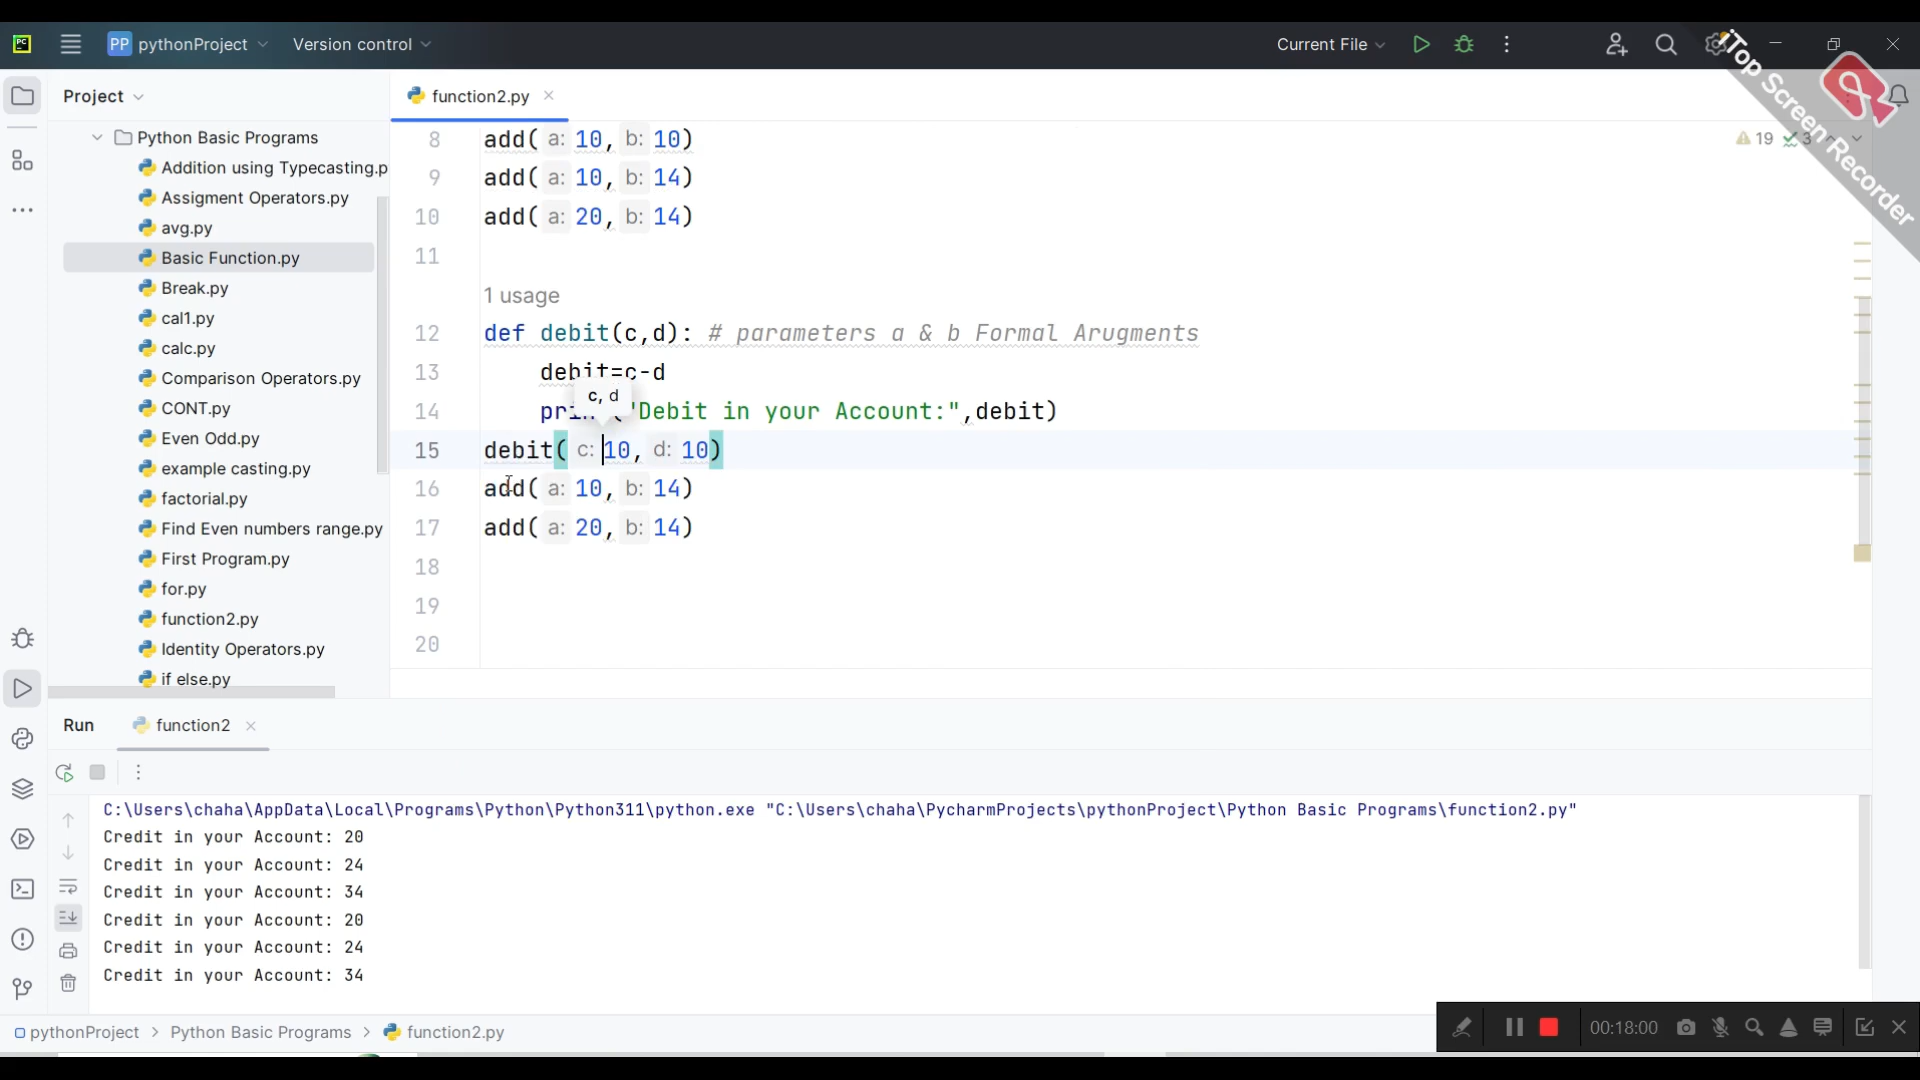 PC
PP pythonProject
Version control
Current File
iTop Screen Recorder
Project
function2.py
19 3
Python Basic Programs
Addition using Typecasting.p
Assigment Operators.py
avg.py
Basic Function.py
Break.py
cal1.py
calc.py
Comparison Operators.py
CONT.py
Even Odd.py
example casting.py
factorial.py
Find Even numbers range.py
First Program.py
for.py
function2.py
Identity Operators.py
if else.py
8 add( a: 10, b: 10)
9 add( a: 10, b: 14)
10 add( a: 20, b: 14)
11
1 usage
12 def debit(c,d): # parameters a & b Formal Arugments
13 debit=c-d
c, d
14 print("Debit in your Account:",debit)
15 debit( c: 10, d: 10)
16 add( a: 10, b: 14)
17 add( a: 20, b: 14)
18
19
20
Run
function2
C:\Users\chaha\AppData\Local\Programs\Python\Python311\python.exe "C:\Users\chaha\PycharmProjects\pythonProject\Python Basic Programs\function2.py"
Credit in your Account: 20
Credit in your Account: 24
Credit in your Account: 34
Credit in your Account: 20
Credit in your Account: 24
Credit in your Account: 34
pythonProject > Python Basic Programs > function2.py
00:18:00